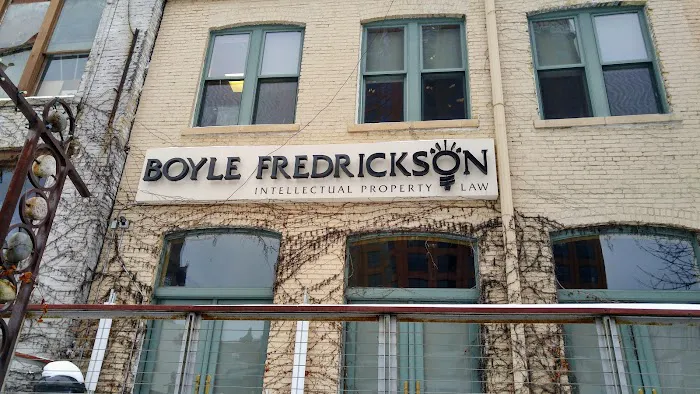 BOYLE FREDRICKSON
INTELLECTUAL PROPERTY LAW